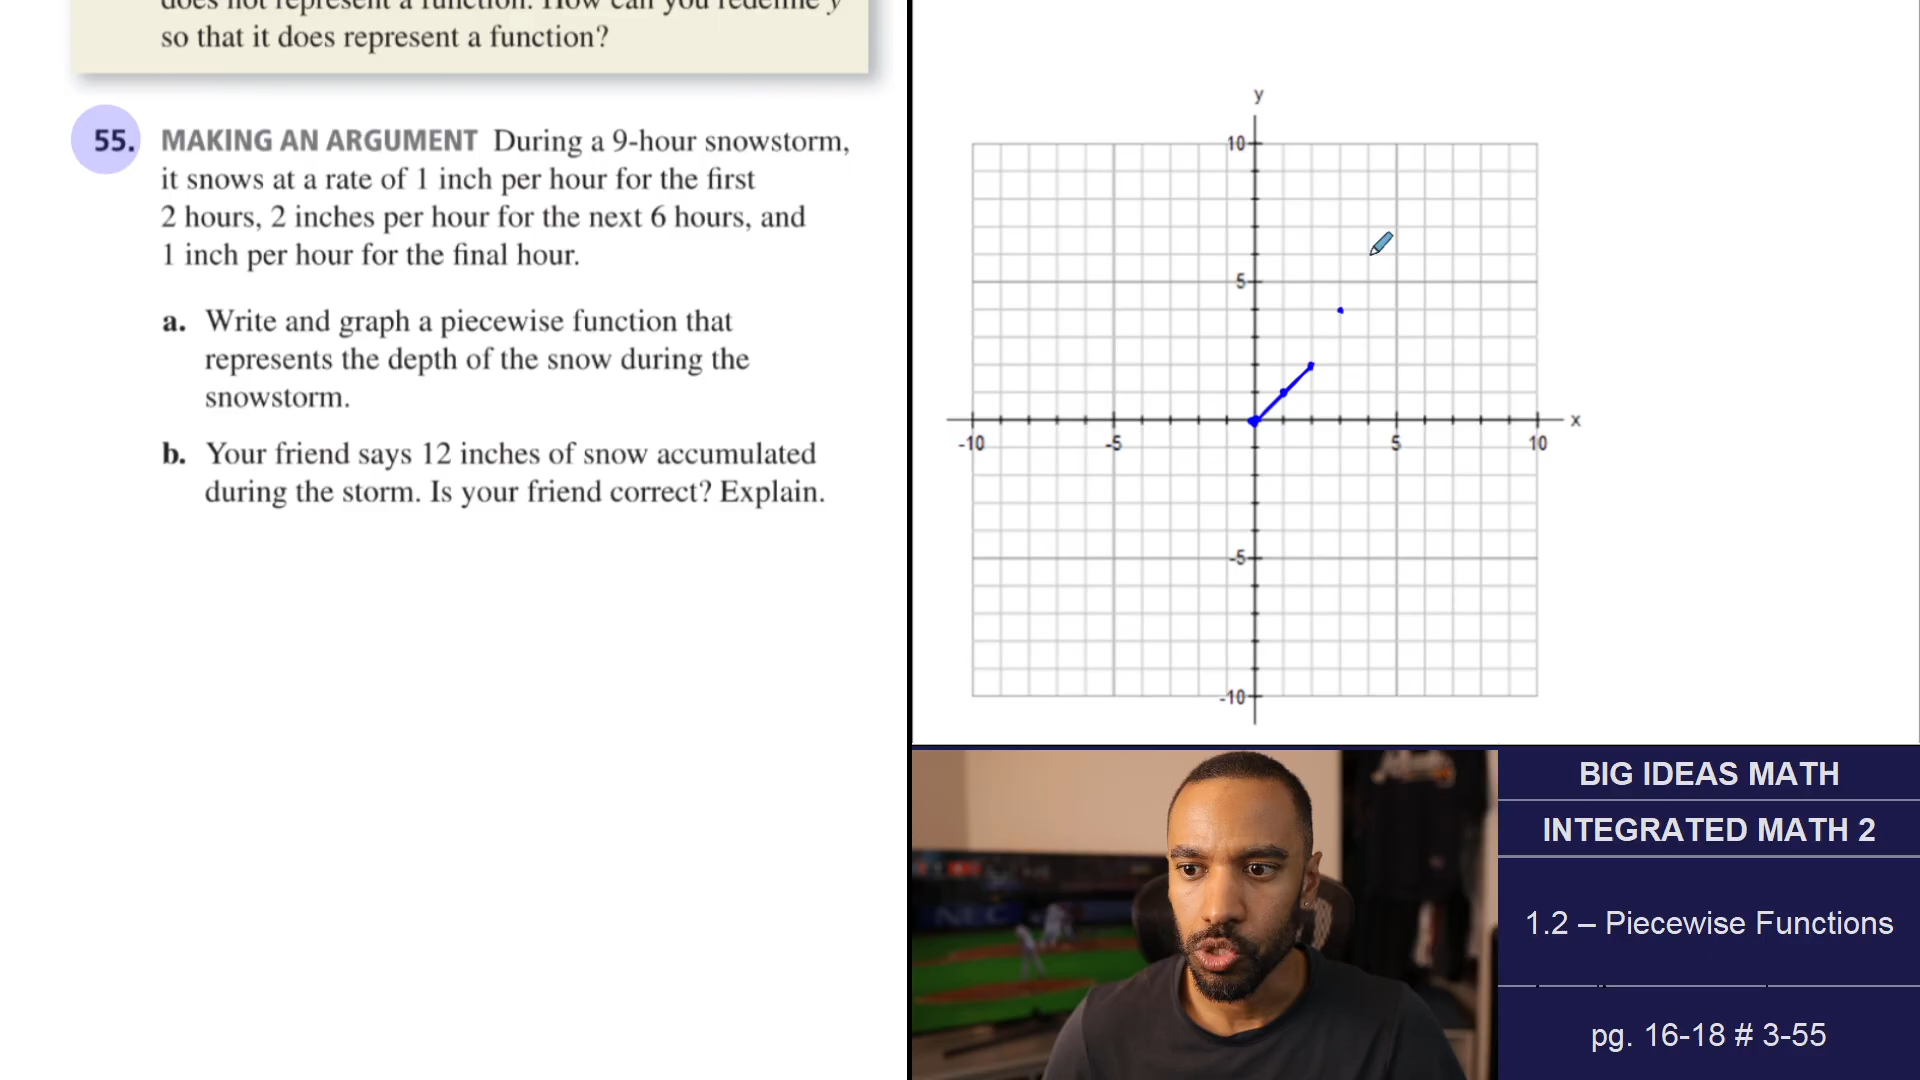 so that it does represent a function?
55. MAKING AN ARGUMENT During a 9-hour snowstorm,
it snows at a rate of 1 inch per hour for the first
2 hours, 2 inches per hour for the next 6 hours, and
1 inch per hour for the final hour.
a. Write and graph a piecewise function that
represents the depth of the snow during the
snowstorm.
b. Your friend says 12 inches of snow accumulated
during the storm. Is your friend correct? Explain.
y
10
5
x
-10
-5
5
10
-5
-10
NEC
BIG IDEAS MATH
INTEGRATED MATH 2
1.2 – Piecewise Functions
pg. 16-18 # 3-55